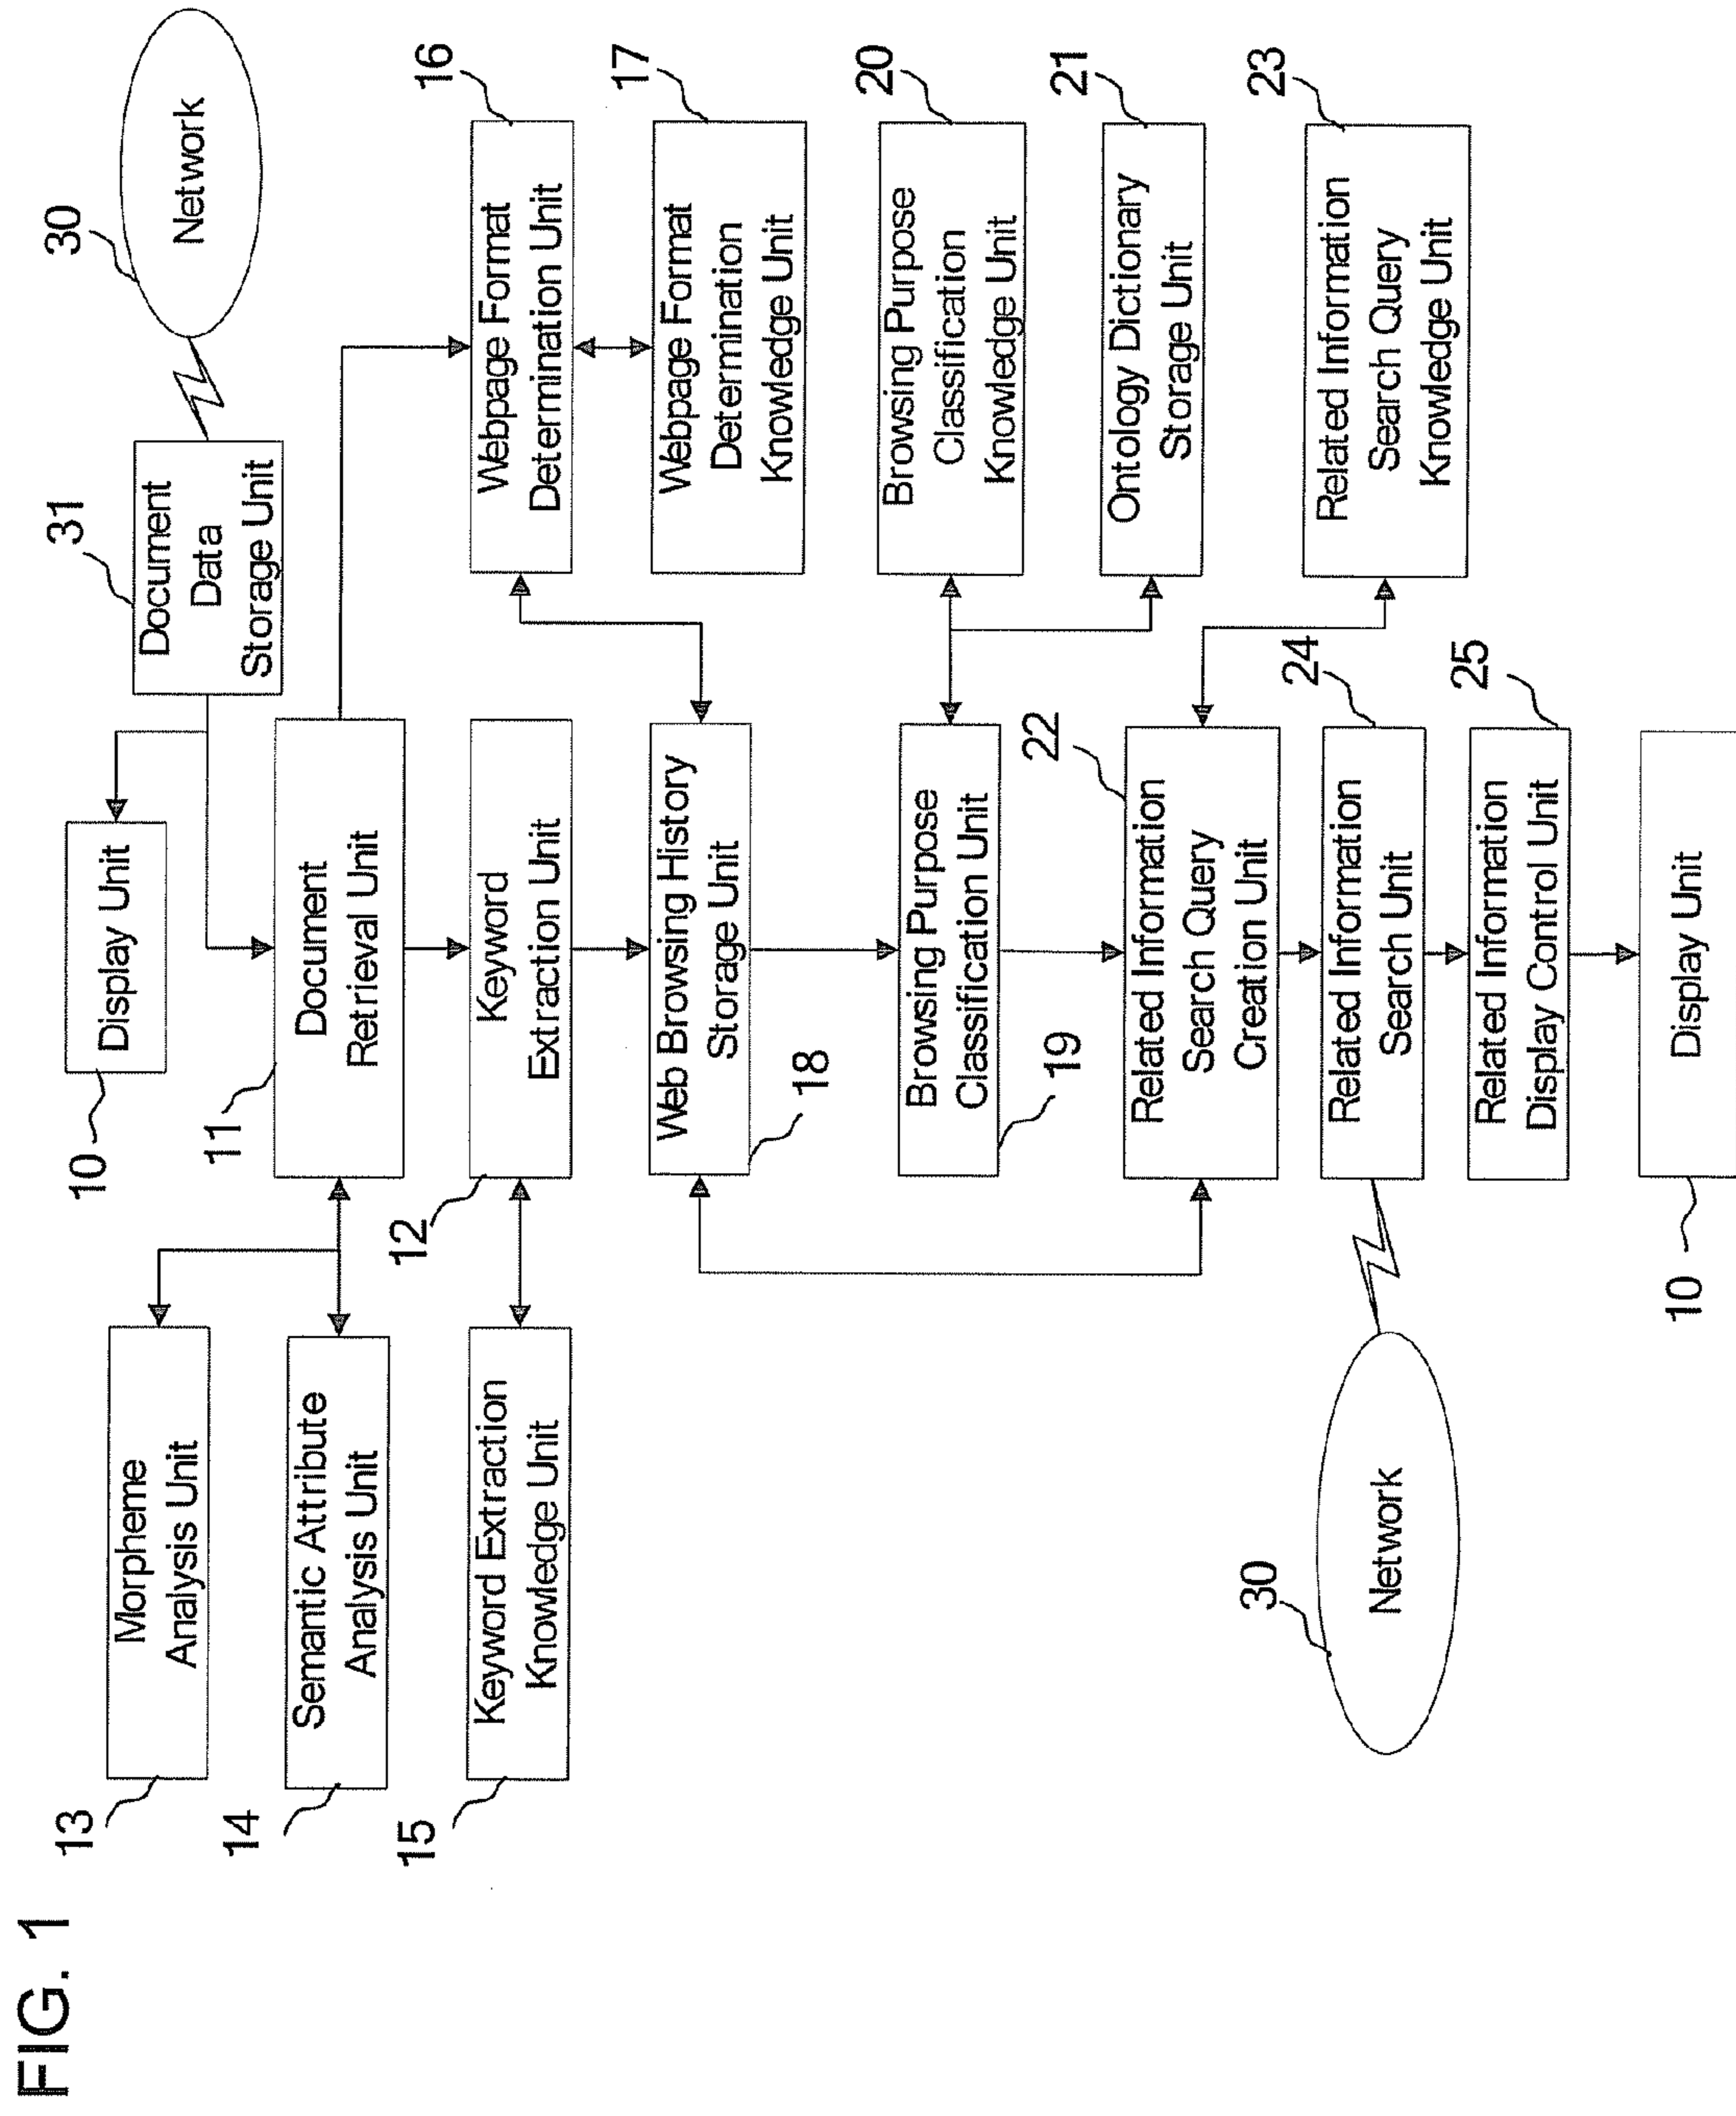 FIG. 1
30
Network
31
Document
Data
Storage Unit
10
Display Unit
11
Document
Retrieval Unit
13
Morpheme
Analysis Unit
14
Semantic Attribute
Analysis Unit
12
Keyword
Extraction Unit
15
Keyword Extraction
Knowledge Unit
16
Webpage Format
Determination Unit
17
Webpage Format
Determination
Knowledge Unit
18
Web Browsing History
Storage Unit
19
Browsing Purpose
Classification Unit
20
Browsing Purpose
Classification
Knowledge Unit
21
Ontology Dictionary
Storage Unit
22
Related Information
Search Query
Creation Unit
23
Related Information
Search Query
Knowledge Unit
24
Related Information
Search Unit
30
Network
25
Related Information
Display Control Unit
10
Display Unit